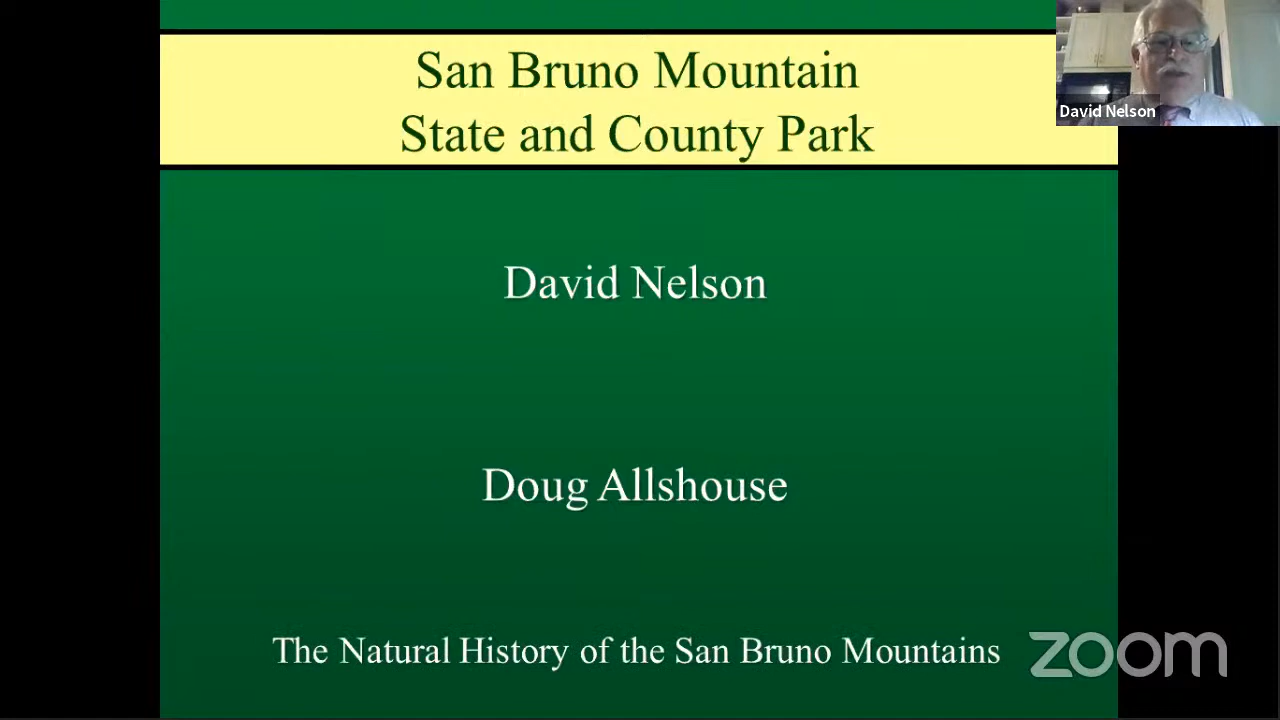 San Bruno Mountain
State and County Park
David Nelson
David Nelson
Doug Allshouse
The Natural History of the San Bruno Mountains
zoom